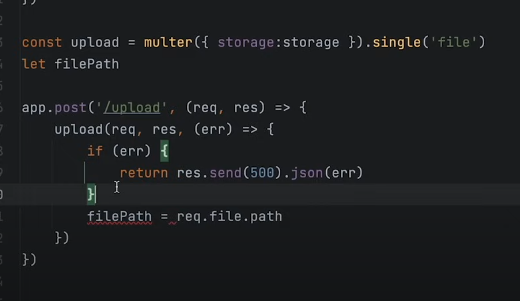 })
const upload = multer({ storage:storage }).single('file')
let filePath
app.post('/upload', (req, res) => {
upload(req, res, (err) => {
if (err) {
return res.send(500).json(err)
}
filePath = req.file.path
})
})